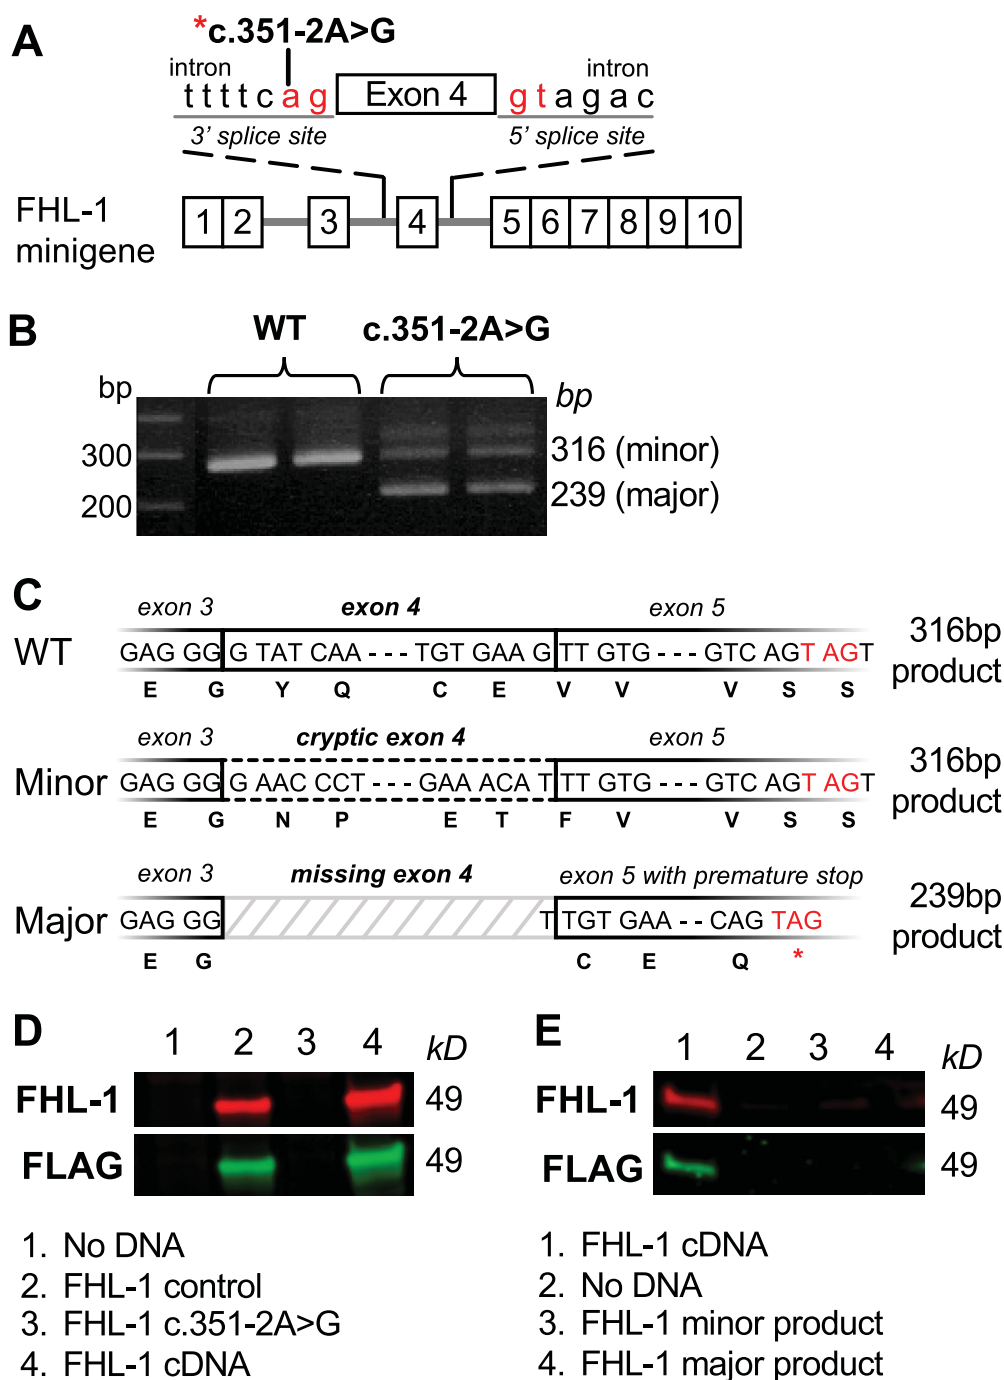 A
*c.351-2A>G
intron intron
ttttcag Exon 4 gtagac
3' splice site 5' splice site
FHL-1 minigene
1 2 3 4 5 6 7 8 9 10
B
WT c.351-2A>G
bp bp
300 316 (minor)
200 239 (major)
C
exon 3 exon 4 exon 5
WT GAG GG G TAT CAA --- TGT GAA G TT GTG --- GTC AGT AGT 316bp product
E G Y Q C E V V V S S
exon 3 cryptic exon 4 exon 5
Minor GAG GG G AAC CCT --- GAA ACA T TT GTG --- GTC AGT AGT 316bp product
E G N P E T F V V S S
exon 3 missing exon 4 exon 5 with premature stop
Major GAG GG T TGT GAA -- CAG TAG 239bp product
E G C E Q *
D
1 2 3 4 kD
FHL-1 49
FLAG 49
1. No DNA
2. FHL-1 control
3. FHL-1 c.351-2A>G
4. FHL-1 cDNA
E
1 2 3 4 kD
FHL-1 49
FLAG 49
1. FHL-1 cDNA
2. No DNA
3. FHL-1 minor product
4. FHL-1 major product